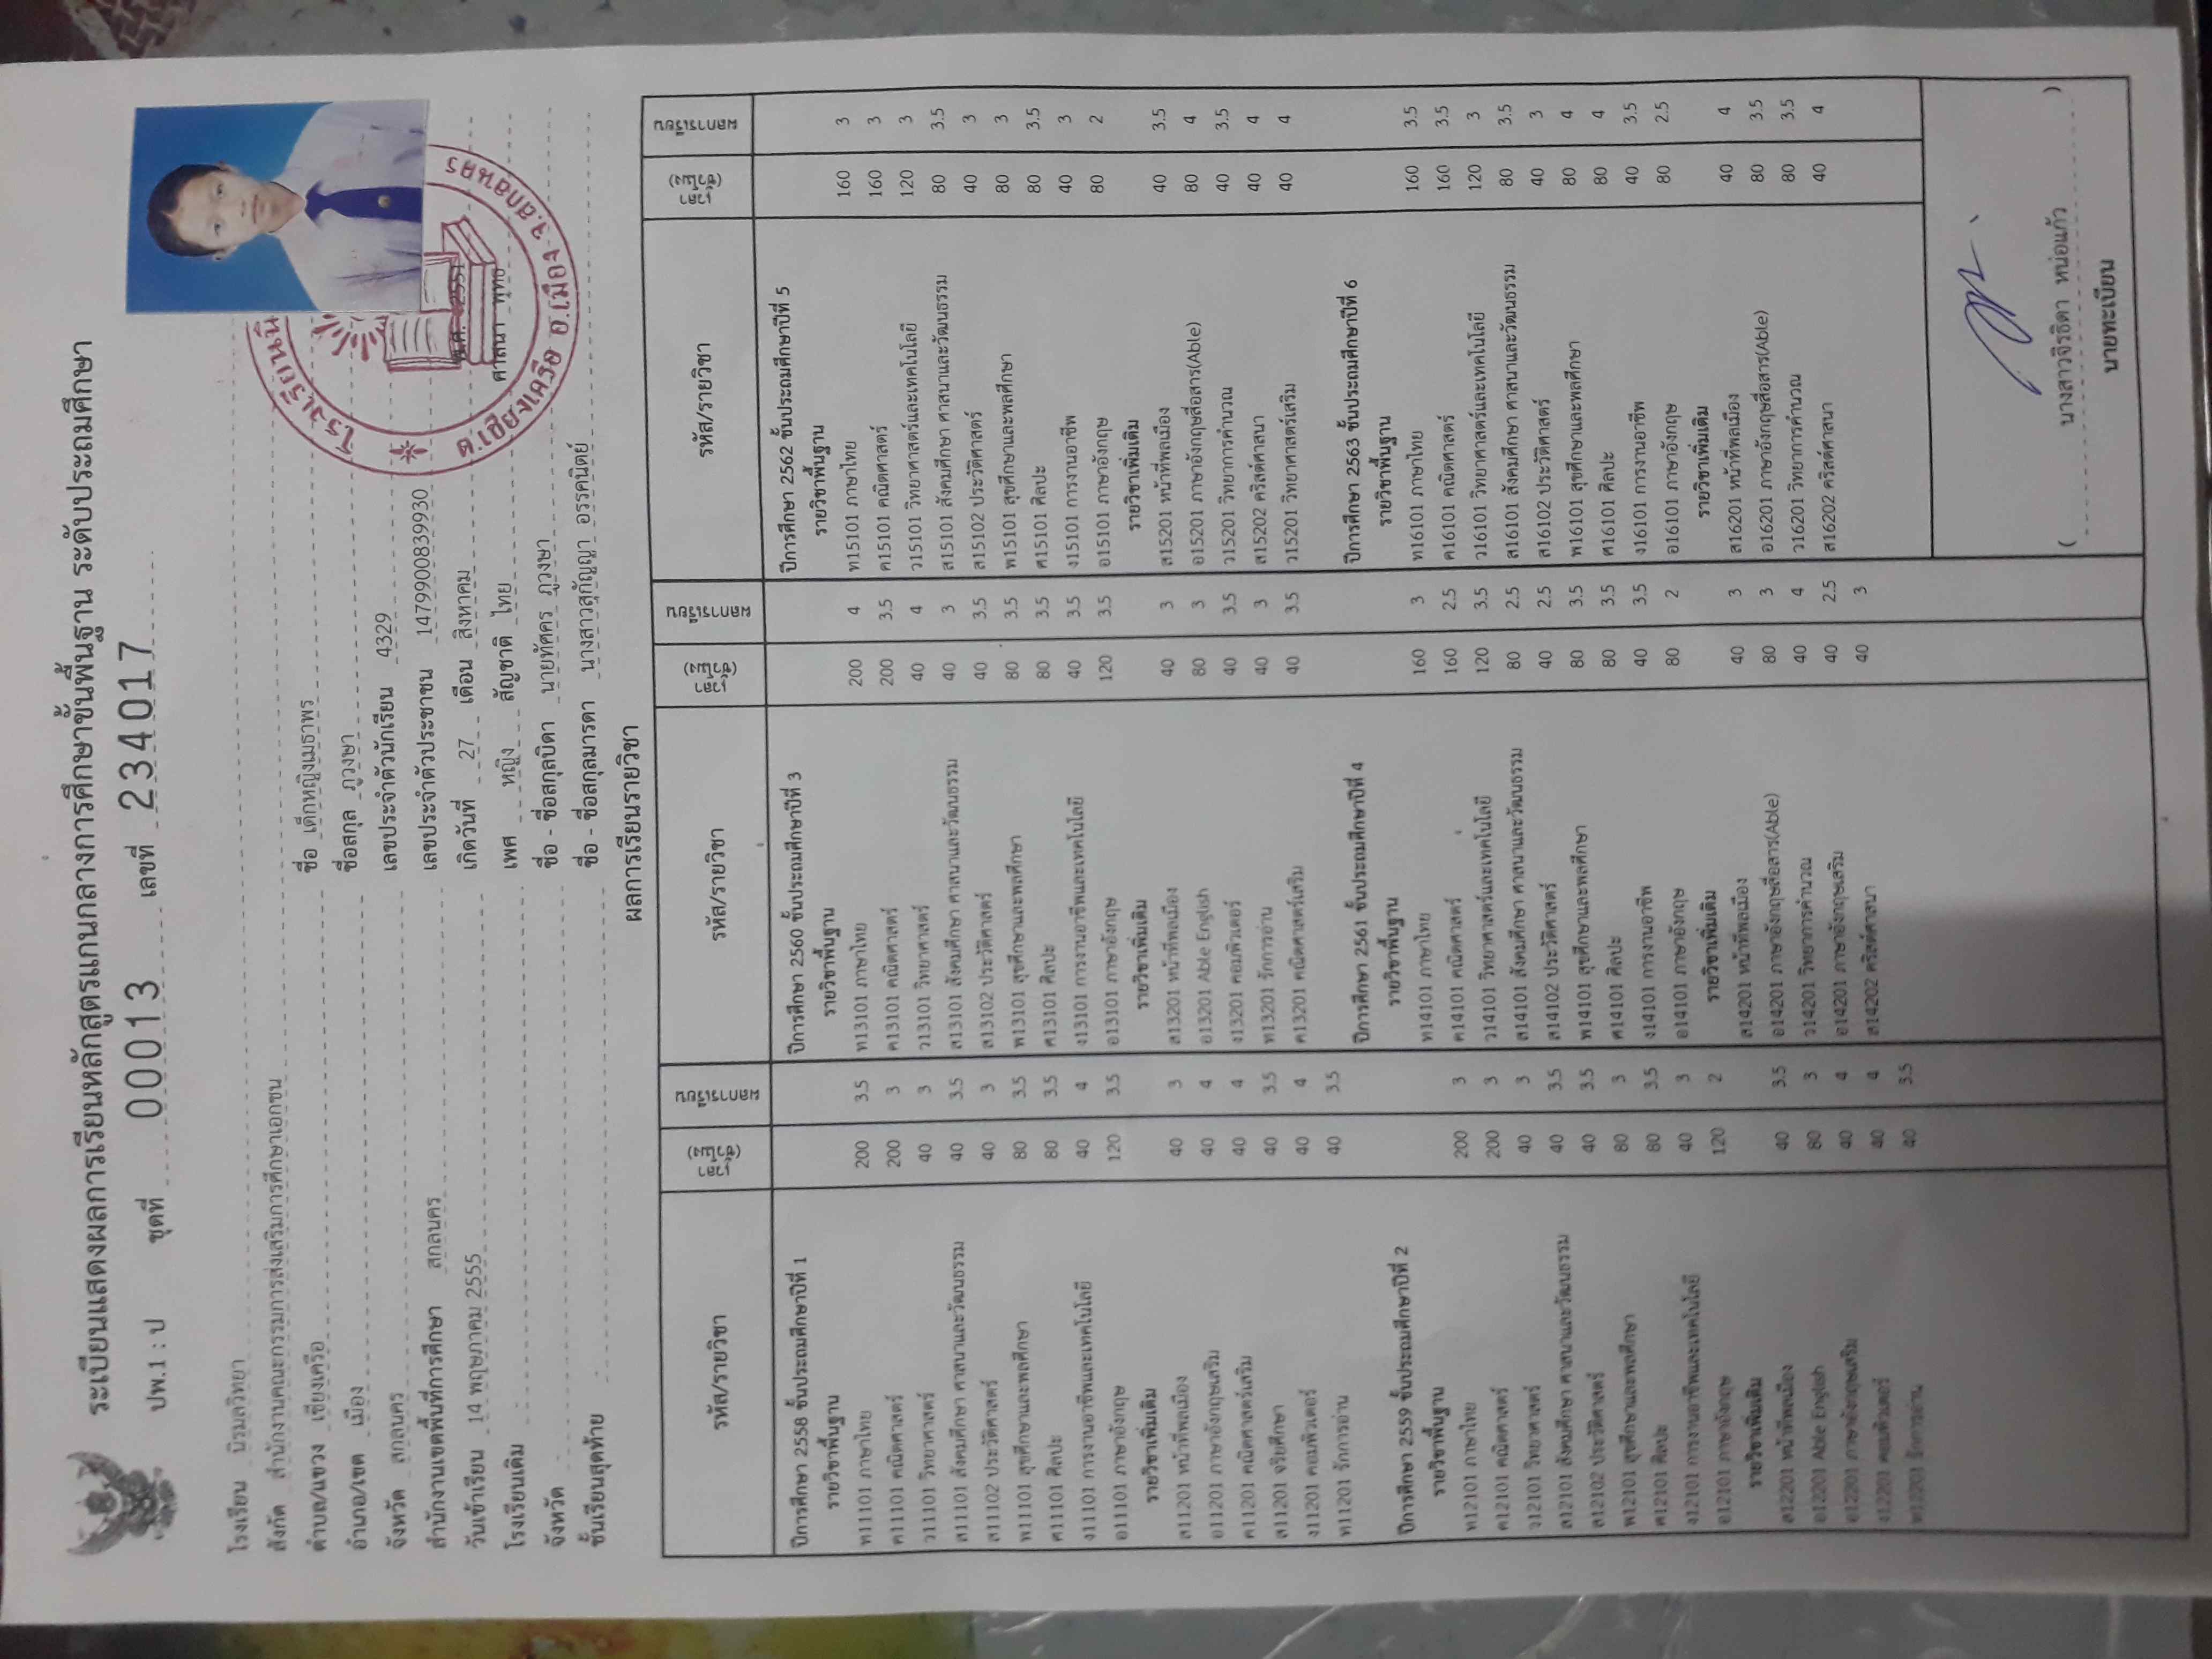 ระเบียนแสดงผลการเรียนหลักสูตรแกนกลางการศึกษาขั้นพื้นฐาน ระดับประถมศึกษา
ปพ.1 : ป ชุดที่ 00013 เลขที่ 234017
โรงเรียน นิรมลวิทยา
สังกัด สำนักงานคณะกรรมการส่งเสริมการศึกษาเอกชน
ตำบล/แขวง เชียงเครือ
อำเภอ/เขต เมือง
จังหวัด สกลนคร
สำนักงานเขตพื้นที่การศึกษา สกลนคร
วันเข้าเรียน 14 พฤษภาคม 2555
โรงเรียนเดิม -
จังหวัด
ชั้นเรียนสุดท้าย -
ชื่อ เด็กหญิงเมธาพร
ชื่อสกุล ภูวงษา
เลขประจำตัวนักเรียน 4329
เลขประจำตัวประชาชน 1479900839930
เกิดวันที่ 27 เดือน สิงหาคม พ.ศ. 2551
เพศ หญิง สัญชาติ ไทย ศาสนา พุทธ
ชื่อ - ชื่อสกุลบิดา นายทัศคร ภูวงษา
ชื่อ - ชื่อสกุลมารดา นางสาวสุกัญญา อรรคนิตย์
ต.เชียงเครือ อ.เมือง จ.สกลนคร
ผลการเรียนรายวิชา
รหัส/รายวิชา เวลา (ชั่วโมง) ผลการเรียน
ปีการศึกษา 2558 ชั้นประถมศึกษาปีที่ 1
รายวิชาพื้นฐาน
ท11101 ภาษาไทย 200 3.5
ค11101 คณิตศาสตร์ 200 3
ว11101 วิทยาศาสตร์ 40 3
ส11101 สังคมศึกษา ศาสนาและวัฒนธรรม 40 3.5
ส11102 ประวัติศาสตร์ 40 3
พ11101 สุขศึกษาและพลศึกษา 80 3.5
ศ11101 ศิลปะ 80 3.5
ง11101 การงานอาชีพและเทคโนโลยี 40 4
อ11101 ภาษาอังกฤษ 120 3.5
รายวิชาเพิ่มเติม
ส11201 หน้าที่พลเมือง 40 3
อ11201 ภาษาอังกฤษเสริม 40 4
ค11201 คณิตศาสตร์เสริม 40 4
ส11201 จริยศึกษา 40 3.5
ง11201 คอมพิวเตอร์ 40 4
ท11201 รักการอ่าน 40 3.5
ปีการศึกษา 2559 ชั้นประถมศึกษาปีที่ 2
รายวิชาพื้นฐาน
ท12101 ภาษาไทย 200 3
ค12101 คณิตศาสตร์ 200 3
ว12101 วิทยาศาสตร์ 40 3
ส12101 สังคมศึกษา ศาสนาและวัฒนธรรม 40 3.5
ส12102 ประวัติศาสตร์ 40 3.5
พ12101 สุขศึกษาและพลศึกษา 80 3
ศ12101 ศิลปะ 80 3.5
ง12101 การงานอาชีพและเทคโนโลยี 40 3
อ12101 ภาษาอังกฤษ 120 2
รายวิชาเพิ่มเติม
ส12201 หน้าที่พลเมือง 40 3.5
อ12201 Able English 80 3
อ12201 ภาษาอังกฤษเสริม 40 4
ง12201 คอมพิวเตอร์ 40 4
ท12201 รักการอ่าน 40 3.5
รหัส/รายวิชา เวลา (ชั่วโมง) ผลการเรียน
ปีการศึกษา 2560 ชั้นประถมศึกษาปีที่ 3
รายวิชาพื้นฐาน
ท13101 ภาษาไทย 200 4
ค13101 คณิตศาสตร์ 200 3.5
ว13101 วิทยาศาสตร์ 40 4
ส13101 สังคมศึกษา ศาสนาและวัฒนธรรม 40 3
ส13102 ประวัติศาสตร์ 40 3.5
พ13101 สุขศึกษาและพลศึกษา 80 3.5
ศ13101 ศิลปะ 80 3.5
ง13101 การงานอาชีพและเทคโนโลยี 40 3.5
อ13101 ภาษาอังกฤษ 120 3.5
รายวิชาเพิ่มเติม
ส13201 หน้าที่พลเมือง 40 3
อ13201 Able English 80 3
ง13201 คอมพิวเตอร์ 40 3.5
ท13201 รักการอ่าน 40 3
ค13201 คณิตศาสตร์เสริม 40 3.5
ปีการศึกษา 2561 ชั้นประถมศึกษาปีที่ 4
รายวิชาพื้นฐาน
ท14101 ภาษาไทย 160 3
ค14101 คณิตศาสตร์ 160 2.5
ว14101 วิทยาศาสตร์และเทคโนโลยี 120 3.5
ส14101 สังคมศึกษา ศาสนาและวัฒนธรรม 80 2.5
ส14102 ประวัติศาสตร์ 40 2.5
พ14101 สุขศึกษาและพลศึกษา 80 3.5
ศ14101 ศิลปะ 80 3.5
ง14101 การงานอาชีพ 40 3.5
อ14101 ภาษาอังกฤษ 80 2
รายวิชาเพิ่มเติม
ส14201 หน้าที่พลเมือง 40 3
อ14201 ภาษาอังกฤษสื่อสาร(Able) 80 3
ว14201 วิทยาการคำนวณ 40 4
อ14201 ภาษาอังกฤษเสริม 40 2.5
ส14202 คริสต์ศาสนา 40 3
รหัส/รายวิชา เวลา (ชั่วโมง) ผลการเรียน
ปีการศึกษา 2562 ชั้นประถมศึกษาปีที่ 5
รายวิชาพื้นฐาน
ท15101 ภาษาไทย 160 3
ค15101 คณิตศาสตร์ 160 3
ว15101 วิทยาศาสตร์และเทคโนโลยี 120 3
ส15101 สังคมศึกษา ศาสนาและวัฒนธรรม 80 3.5
ส15102 ประวัติศาสตร์ 40 3
พ15101 สุขศึกษาและพลศึกษา 80 3
ศ15101 ศิลปะ 80 3.5
ง15101 การงานอาชีพ 40 3
อ15101 ภาษาอังกฤษ 80 2
รายวิชาเพิ่มเติม
ส15201 หน้าที่พลเมือง 40 3.5
อ15201 ภาษาอังกฤษสื่อสาร(Able) 80 4
ว15201 วิทยาการคำนวณ 40 3.5
ส15202 คริสต์ศาสนา 40 4
ว15201 วิทยาศาสตร์เสริม 40 4
ปีการศึกษา 2563 ชั้นประถมศึกษาปีที่ 6
รายวิชาพื้นฐาน
ท16101 ภาษาไทย 160 3.5
ค16101 คณิตศาสตร์ 160 3.5
ว16101 วิทยาศาสตร์และเทคโนโลยี 120 3
ส16101 สังคมศึกษา ศาสนาและวัฒนธรรม 80 3.5
ส16102 ประวัติศาสตร์ 40 3
พ16101 สุขศึกษาและพลศึกษา 80 4
ศ16101 ศิลปะ 80 4
ง16101 การงานอาชีพ 40 3.5
อ16101 ภาษาอังกฤษ 80 2.5
รายวิชาเพิ่มเติม
ส16201 หน้าที่พลเมือง 40 4
อ16201 ภาษาอังกฤษสื่อสาร(Able) 80 3.5
ว16201 วิทยาการคำนวณ 80 3.5
ส16202 คริสต์ศาสนา 40 4
( นางสาวจิรธิดา หน่อแก้ว )
นายทะเบียน